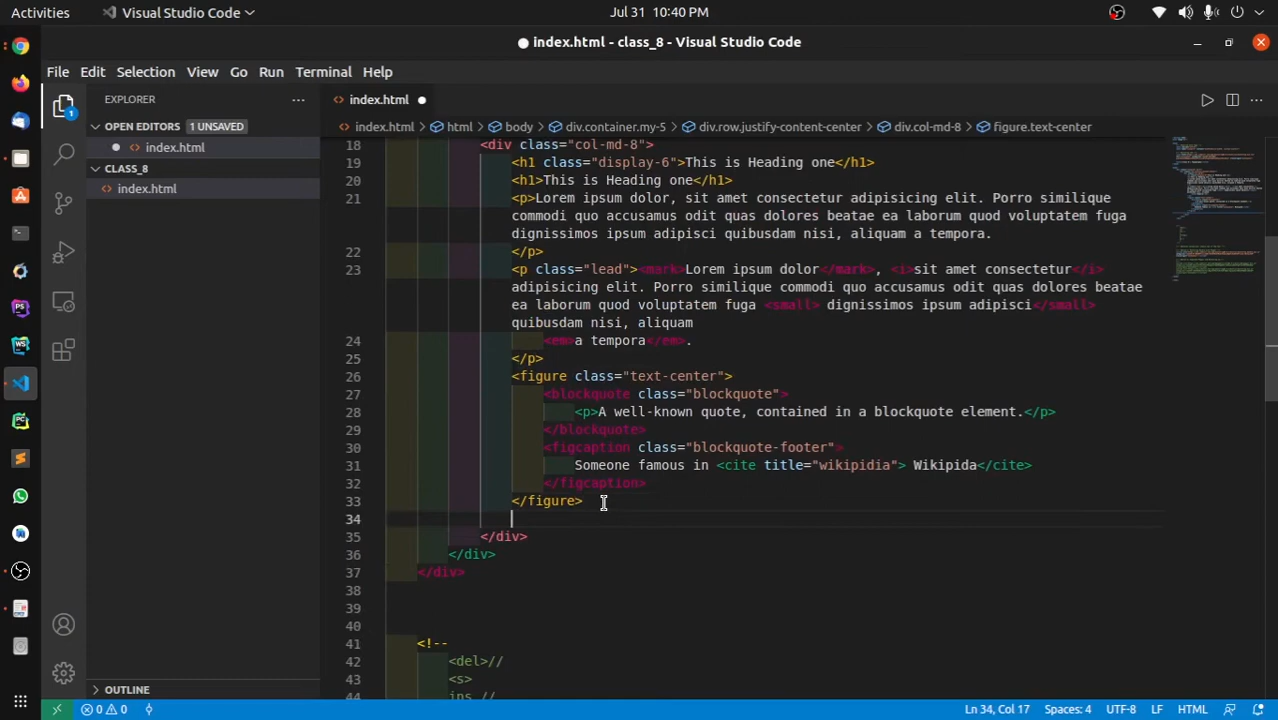 Activities
Visual Studio Code
Jul 31 10:40 PM
index.html - class_8 - Visual Studio Code
File Edit Selection View Go Run Terminal Help
EXPLORER
index.html
OPEN EDITORS 1 UNSAVED
index.html
CLASS_8
index.html
OUTLINE
index.html > html > body > div.container.my-5 > div.row.justify-content-center > div.col-md-8 > figure.text-center
18 <div class="col-md-8">
19 <h1 class="display-6">This is Heading one</h1>
20 <h1>This is Heading one</h1>
21 <p>Lorem ipsum dolor, sit amet consectetur adipisicing elit. Porro similique
commodi quo accusamus odit quas dolores beatae ea laborum quod voluptatem fuga
dignissimos ipsum adipisci quibusdam nisi, aliquam a tempora.
22 </p>
23 <p class="lead"><mark>Lorem ipsum dolor</mark>, <i>sit amet consectetur</i>
adipisicing elit. Porro similique commodi quo accusamus odit quas dolores beatae
ea laborum quod voluptatem fuga <small> dignissimos ipsum adipisci</small>
quibusdam nisi, aliquam
24 <em>a tempora</em>.
25 </p>
26 <figure class="text-center">
27 <blockquote class="blockquote">
28 <p>A well-known quote, contained in a blockquote element.</p>
29 </blockquote>
30 <figcaption class="blockquote-footer">
31 Someone famous in <cite title="wikipidia"> Wikipida</cite>
32 </figcaption>
33 </figure>
34
35 </div>
36 </div>
37 </div>
38
39
40
41 <!--
42 <del>//
43 <s>
44 ins //
0 0
Ln 34, Col 17 Spaces: 4 UTF-8 LF HTML